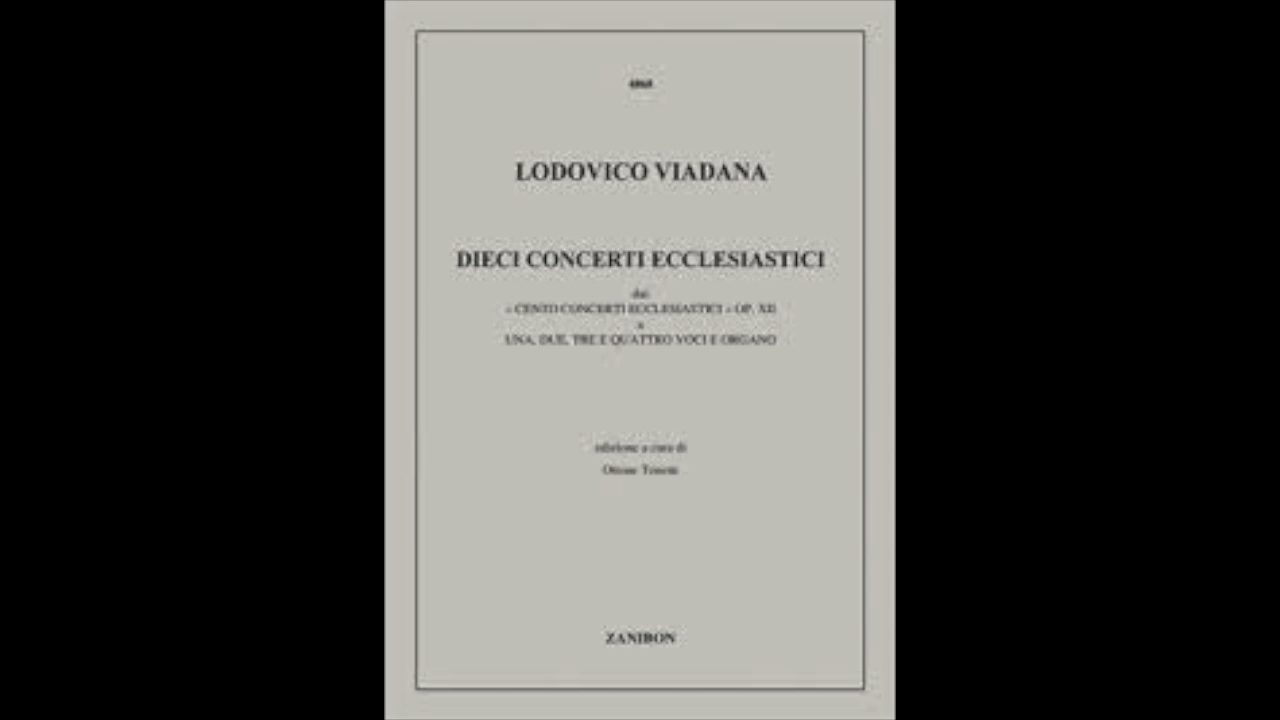 LODOVICO VIADANA
DIECI CONCERTI ECCLESIASTICI
dai
« CENTO CONCERTI ECCLESIASTICI » OP. XII
a
UNA, DUE, TRE E QUATTRO VOCI E ORGANO
edizione a cura di
ZANIBON